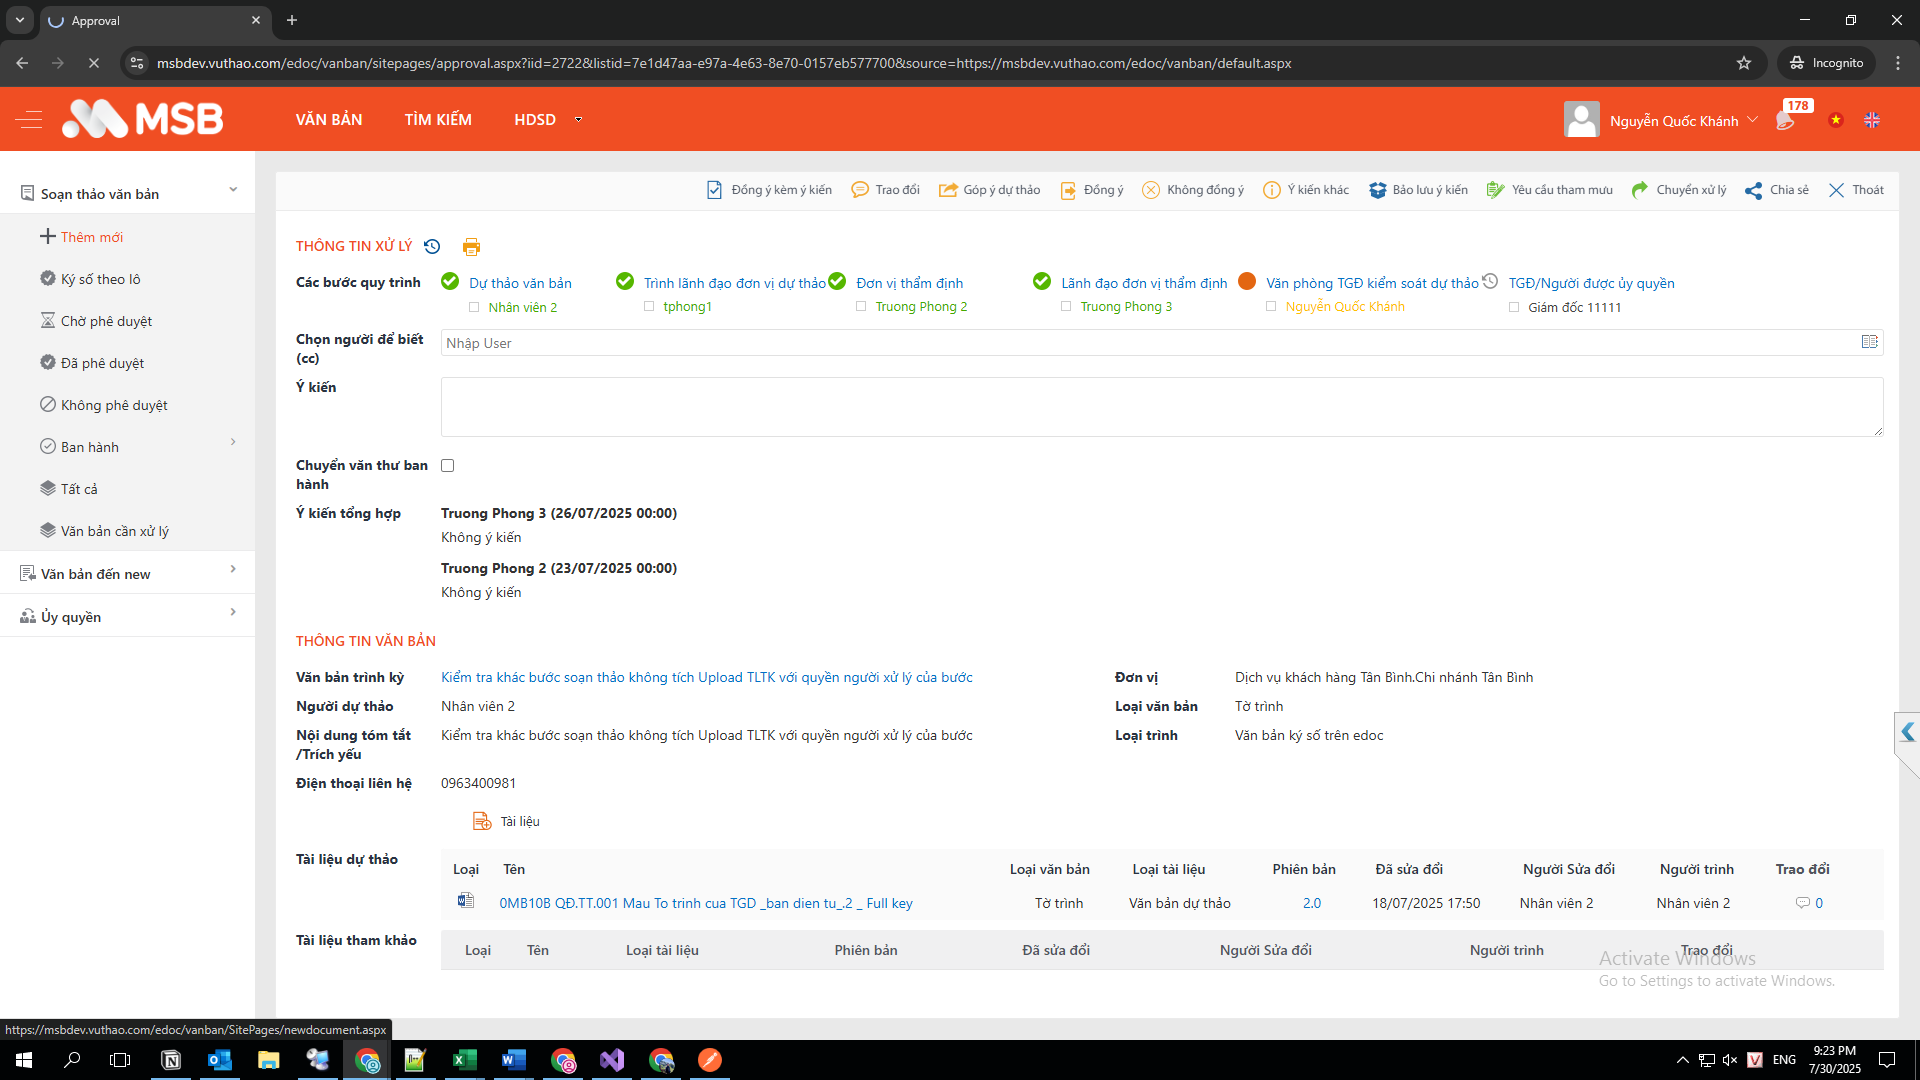 Approval
msbdev.vuthao.com/edoc/vanban/sitepages/approval.aspx?iid=2722&listid=7e1d47aa-e97a-4e63-8e70-0157eb577700&source=https://msbdev.vuthao.com/edoc/vanban/default.aspx
Incognito
MSB
VĂN BẢN
TÌM KIẾM
HDSD
Nguyễn Quốc Khánh
178
Soạn thảo văn bản
Thêm mới
Ký số theo lô
Chờ phê duyệt
Đã phê duyệt
Không phê duyệt
Ban hành
Tất cả
Văn bản cần xử lý
Văn bản đến new
Ủy quyền
Đồng ý kèm ý kiến
Trao đổi
Góp ý dự thảo
Đồng ý
Không đồng ý
Ý kiến khác
Bảo lưu ý kiến
Yêu cầu tham mưu
Chuyển xử lý
Chia sẻ
Thoát
THÔNG TIN XỬ LÝ
Các bước quy trình
Dự thảo văn bản
Trình lãnh đạo đơn vị dự thảo
Đơn vị thẩm định
Lãnh đạo đơn vị thẩm định
Văn phòng TGĐ kiểm soát dự thảo
TGĐ/Người được ủy quyền
Nhân viên 2
tphong1
Truong Phong 2
Truong Phong 3
Nguyễn Quốc Khánh
Giám đốc 11111
Chọn người để biết (cc)
Nhập User
Ý kiến
Chuyển văn thư ban hành
Ý kiến tổng hợp
Truong Phong 3 (26/07/2025 00:00)
Không ý kiến
Truong Phong 2 (23/07/2025 00:00)
Không ý kiến
THÔNG TIN VĂN BẢN
Văn bản trình ký
Kiểm tra khác bước soạn thảo không tích Upload TLTK với quyền người xử lý của bước
Đơn vị
Dịch vụ khách hàng Tân Bình.Chi nhánh Tân Bình
Người dự thảo
Nhân viên 2
Loại văn bản
Tờ trình
Nội dung tóm tắt /Trích yếu
Kiểm tra khác bước soạn thảo không tích Upload TLTK với quyền người xử lý của bước
Loại trình
Văn bản ký số trên edoc
Điện thoại liên hệ
0963400981
Tài liệu
Tài liệu dự thảo
Loại
Tên
Loại văn bản
Loại tài liệu
Phiên bản
Đã sửa đổi
Người Sửa đổi
Người trình
Trao đổi
0MB10B QĐ.TT.001 Mau To trinh cua TGD _ban dien tu_.2 _ Full key
Tờ trình
Văn bản dự thảo
2.0
18/07/2025 17:50
Nhân viên 2
Nhân viên 2
0
Tài liệu tham khảo
Loại
Tên
Loại tài liệu
Phiên bản
Đã sửa đổi
Người Sửa đổi
Người trình
Trao đổi
Activate Windows
Go to Settings to activate Windows.
https://msbdev.vuthao.com/edoc/vanban/SitePages/newdocument.aspx
ENG
9:23 PM
7/30/2025